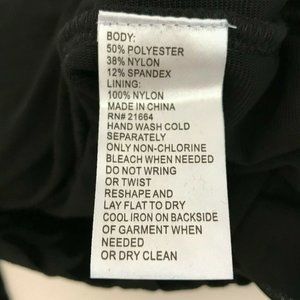 BODY:
50% POLYESTER
38% NYLON
12% SPANDEX
LINING:
100% NYLON
MADE IN CHINA
RN# 21664
HAND WASH COLD
SEPARATELY
ONLY NON-CHLORINE
BLEACH WHEN NEEDED
DO NOT WRING
OR TWIST
RESHAPE AND
LAY FLAT TO DRY
COOL IRON ON BACKSIDE
OF GARMENT WHEN
NEEDED
OR DRY CLEAN